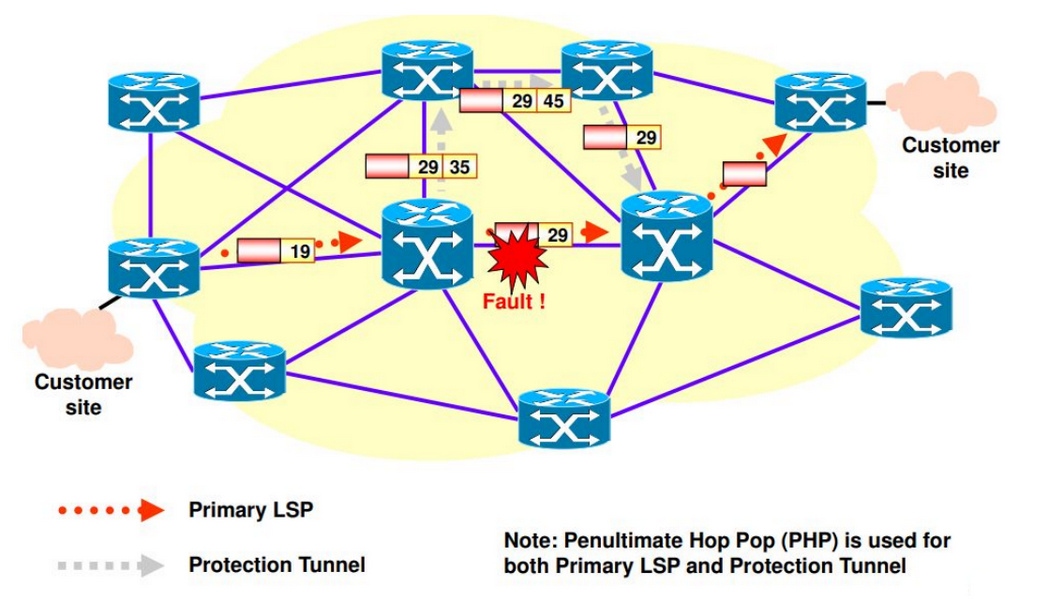 29 45
29
Customer
site
29 35
19
29
Fault !
Customer
site
Primary LSP
Protection Tunnel
Note: Penultimate Hop Pop (PHP) is used for
both Primary LSP and Protection Tunnel